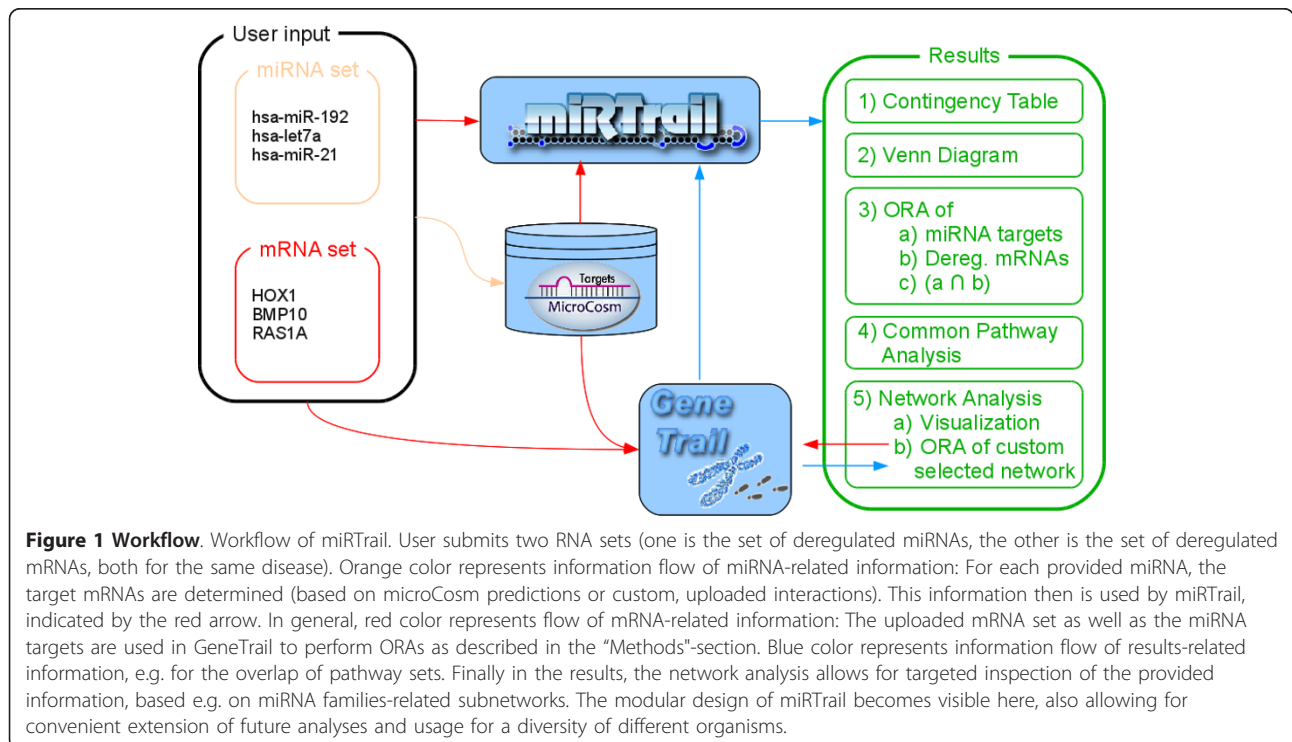 User input
miRNA set
hsa-miR-192
hsa-let7a
hsa-miR-21
mRNA set
HOX1
BMP10
RAS1A
miRTrail
Targets
MicroCosm
Gene
Trail
Results
1) Contingency Table
2) Venn Diagram
3) ORA of
a) miRNA targets
b) Dereg. mRNAs
c) (a ∩ b)
4) Common Pathway
Analysis
5) Network Analysis
a) Visualization
b) ORA of custom
selected network
Figure 1 Workflow. Workflow of miRTrail. User submits two RNA sets (one is the set of deregulated miRNAs, the other is the set of deregulated
mRNAs, both for the same disease). Orange color represents information flow of miRNA-related information: For each provided miRNA, the
target mRNAs are determined (based on microCosm predictions or custom, uploaded interactions). This information then is used by miRTrail,
indicated by the red arrow. In general, red color represents flow of mRNA-related information: The uploaded mRNA set as well as the miRNA
targets are used in GeneTrail to perform ORAs as described in the “Methods"-section. Blue color represents information flow of results-related
information, e.g. for the overlap of pathway sets. Finally in the results, the network analysis allows for targeted inspection of the provided
information, based e.g. on miRNA families-related subnetworks. The modular design of miRTrail becomes visible here, also allowing for
convenient extension of future analyses and usage for a diversity of different organisms.